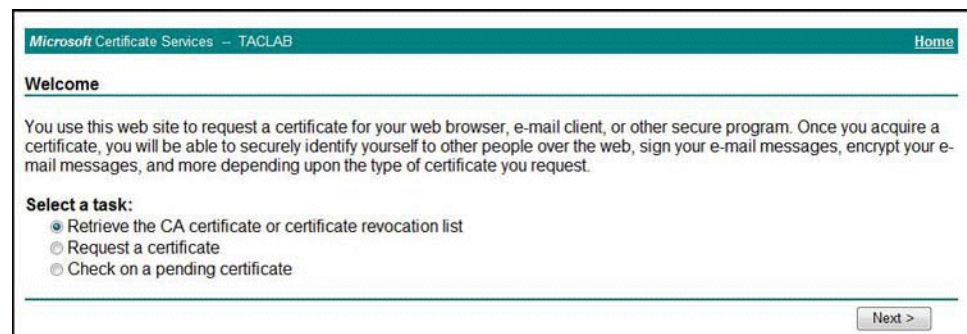 Microsoft Certificate Services -- TACLAB Home
Welcome
You use this web site to request a certificate for your web browser, e-mail client, or other secure program. Once you acquire a
certificate, you will be able to securely identify yourself to other people over the web, sign your e-mail messages, encrypt your e-
mail messages, and more depending upon the type of certificate you request.
Select a task:
Retrieve the CA certificate or certificate revocation list
Request a certificate
Check on a pending certificate
Next >